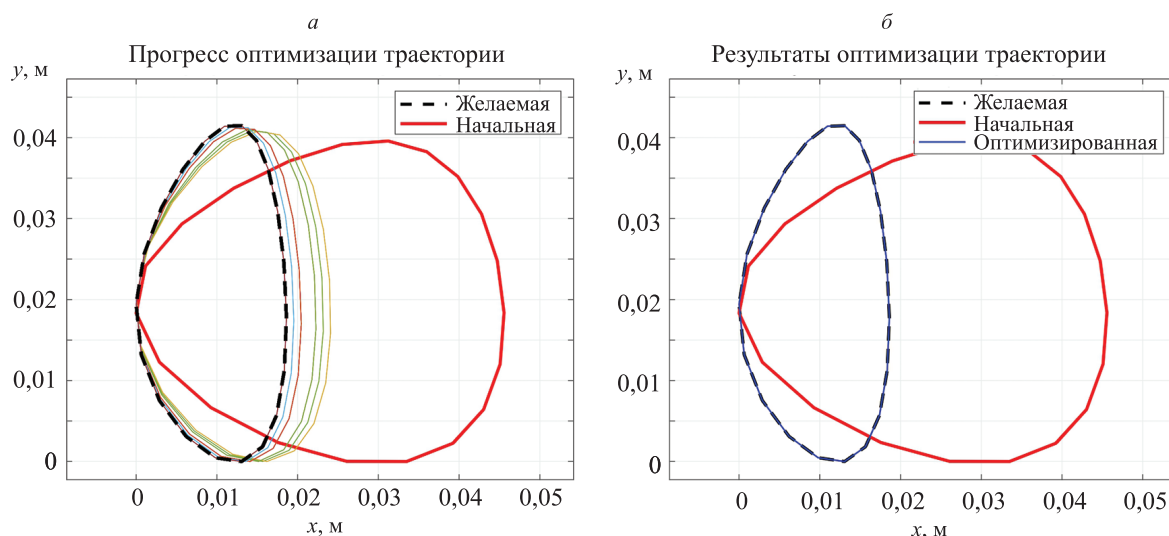 а
Прогресс оптимизации траектории
y, м
Желаемая
Начальная
0,04
0,03
0,02
0,01
0
0 0,01 0,02 0,03 0,04 0,05
x, м
б
Результаты оптимизации траектории
y, м
Желаемая
Начальная
Оптимизированная
0,04
0,03
0,02
0,01
0
0 0,01 0,02 0,03 0,04 0,05
x, м